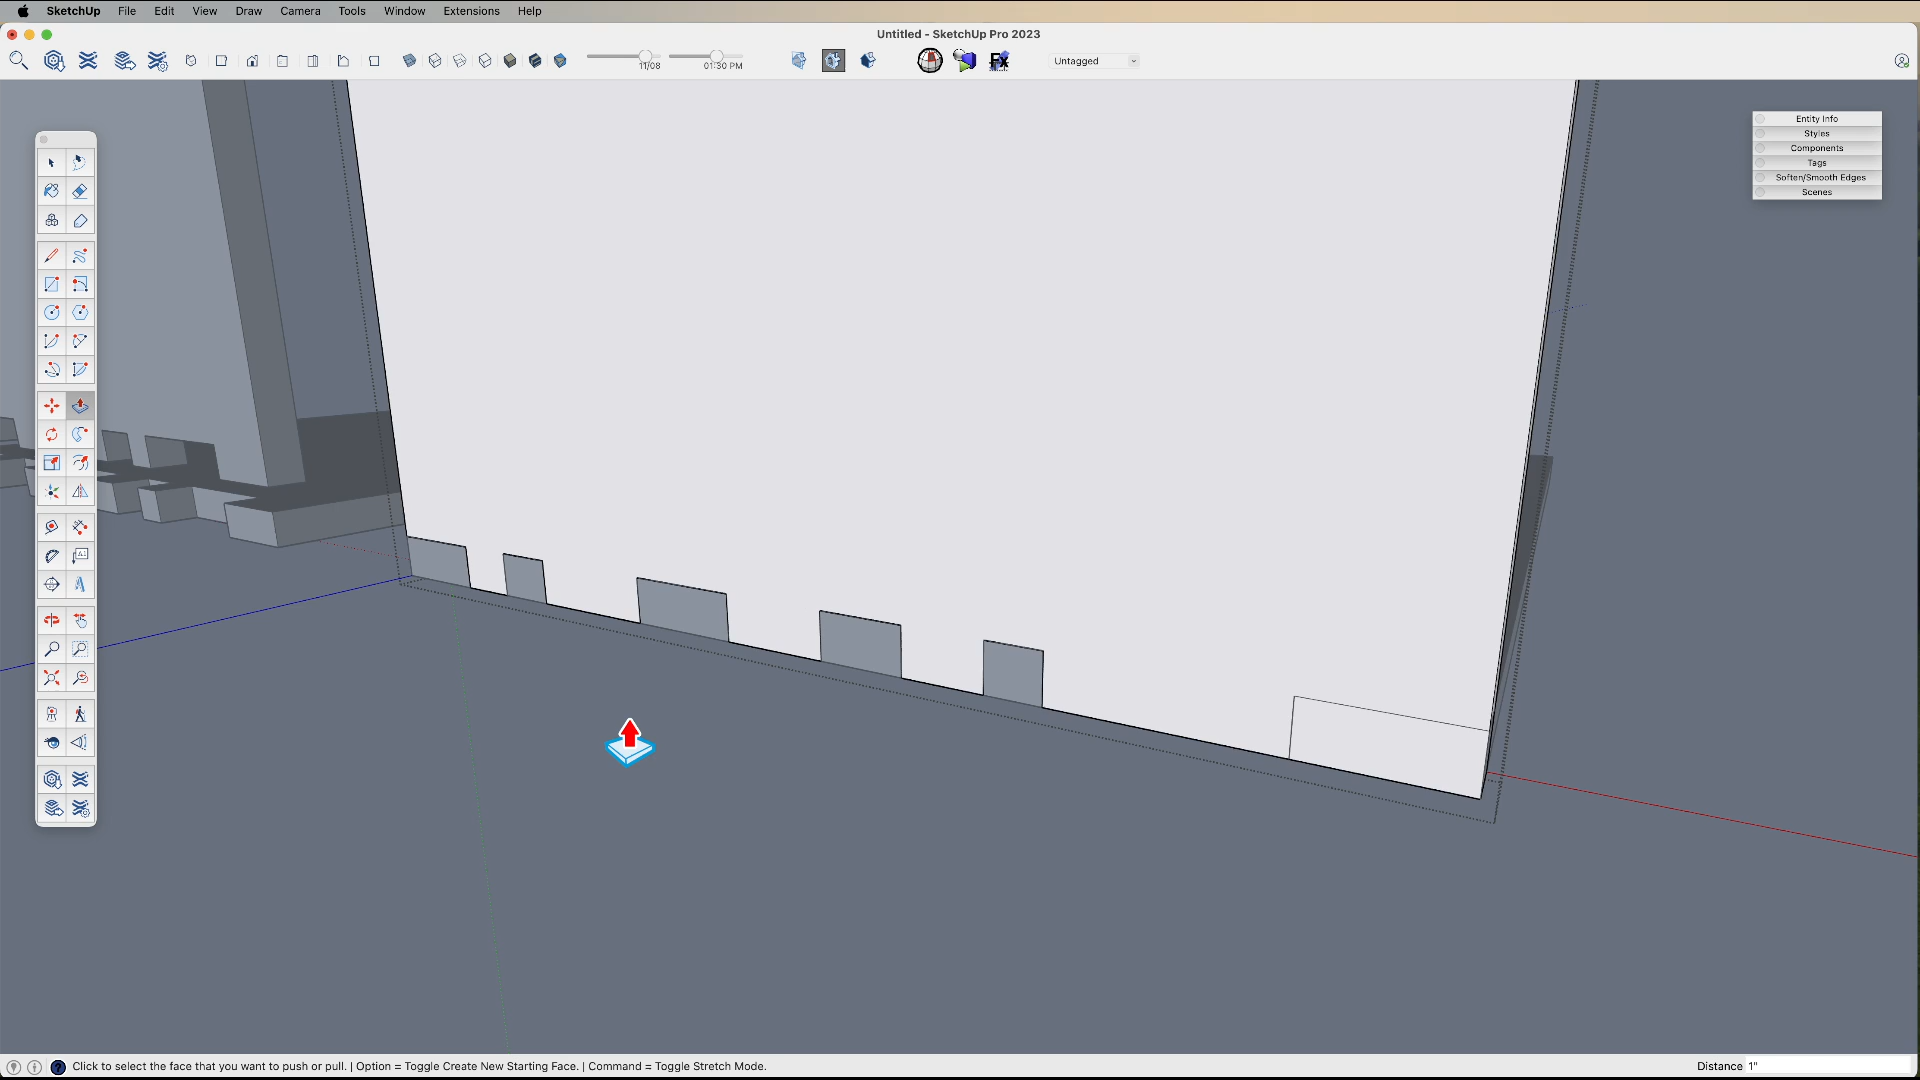 SketchUp File Edit View Draw Camera Tools Window Extensions Help
Untitled - SketchUp Pro 2023
11/08 01:30 PM
Untagged
Entity Info
Styles
Components
Tags
Soften/Smooth Edges
Scenes
Click to select the face that you want to push or pull. | Option = Toggle Create New Starting Face. | Command = Toggle Stretch Mode.
Distance 1"